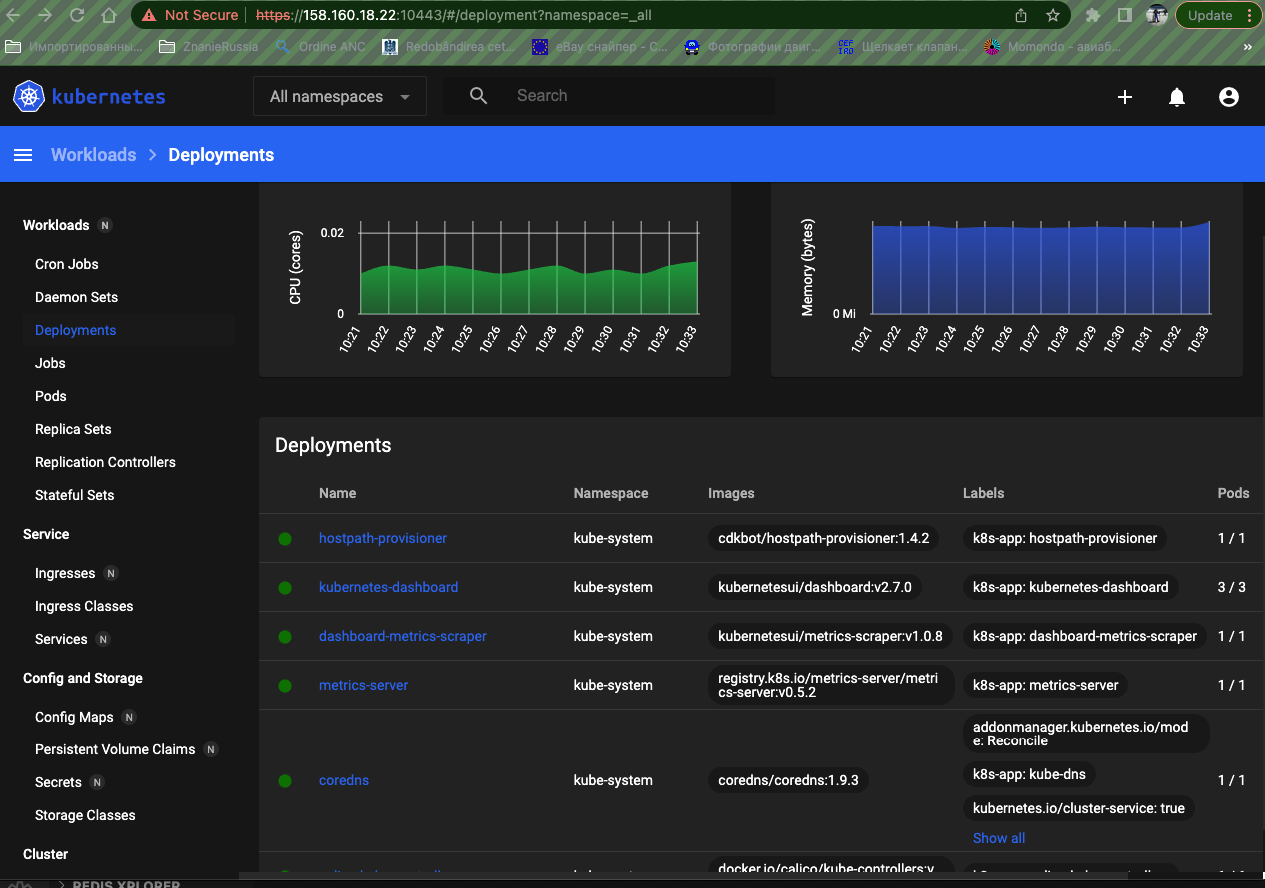 Not Secure
https://158.160.18.22:10443/#/deployment?namespace=_all
Update
Импортированны...
ZnanieRussia
Ordine ANC
Redobândirea cet...
eBay снайпер - С...
Фотографии двиг...
Щелкает клапан...
Momondo - авиаб...
»
kubernetes
All namespaces
Search
Workloads
Deployments
Workloads N
Cron Jobs
Daemon Sets
Deployments
Jobs
Pods
Replica Sets
Replication Controllers
Stateful Sets
Service
Ingresses N
Ingress Classes
Services N
Config and Storage
Config Maps N
Persistent Volume Claims N
Secrets N
Storage Classes
Cluster
CPU (cores)
0.02
0
10:21 10:22 10:23 10:24 10:25 10:26 10:27 10:28 10:29 10:30 10:31 10:32 10:33
Memory (bytes)
0 Mi
10:21 10:22 10:23 10:24 10:25 10:26 10:27 10:28 10:29 10:30 10:31 10:32 10:33
Deployments
Name Namespace Images Labels Pods
hostpath-provisioner kube-system cdkbot/hostpath-provisioner:1.4.2 k8s-app: hostpath-provisioner 1 / 1
kubernetes-dashboard kube-system kubernetesui/dashboard:v2.7.0 k8s-app: kubernetes-dashboard 3 / 3
dashboard-metrics-scraper kube-system kubernetesui/metrics-scraper:v1.0.8 k8s-app: dashboard-metrics-scraper 1 / 1
metrics-server kube-system registry.k8s.io/metrics-server/metri
cs-server:v0.5.2 k8s-app: metrics-server 1 / 1
addonmanager.kubernetes.io/mod
e: Reconcile
k8s-app: kube-dns
coredns kube-system coredns/coredns:1.9.3 1 / 1
kubernetes.io/cluster-service: true
Show all
docker.io/calico/kube-controllers:v
REDIS XPLORER